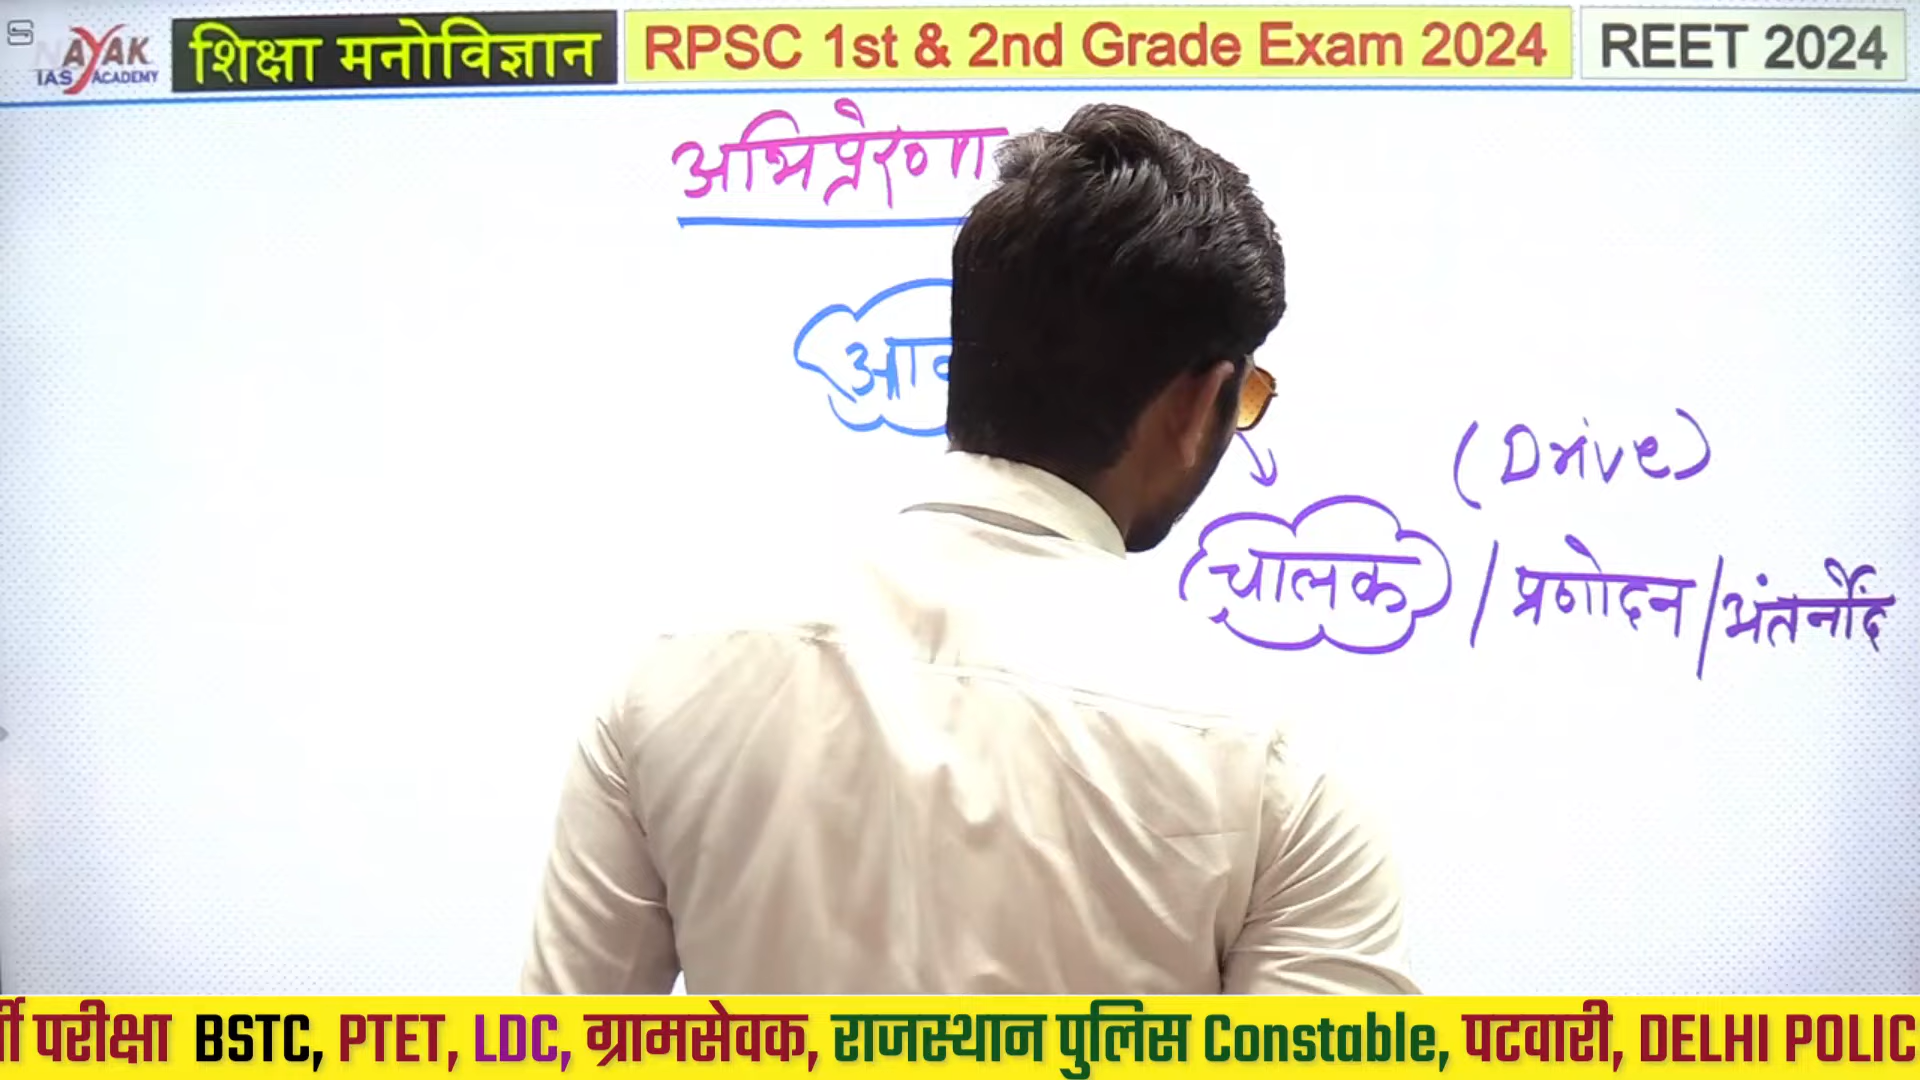 NAYAK
IAS ACADEMY
शिक्षा मनोविज्ञान
RPSC 1st & 2nd Grade Exam 2024
REET 2024
अभिप्रेरणा
(Drive)
चालक / प्रणोदन / अंतर्नोद
परीक्षा BSTC, PTET, LDC, ग्रामसेवक, राजस्थान पुलिस Constable, पटवारी, DELHI POLIC